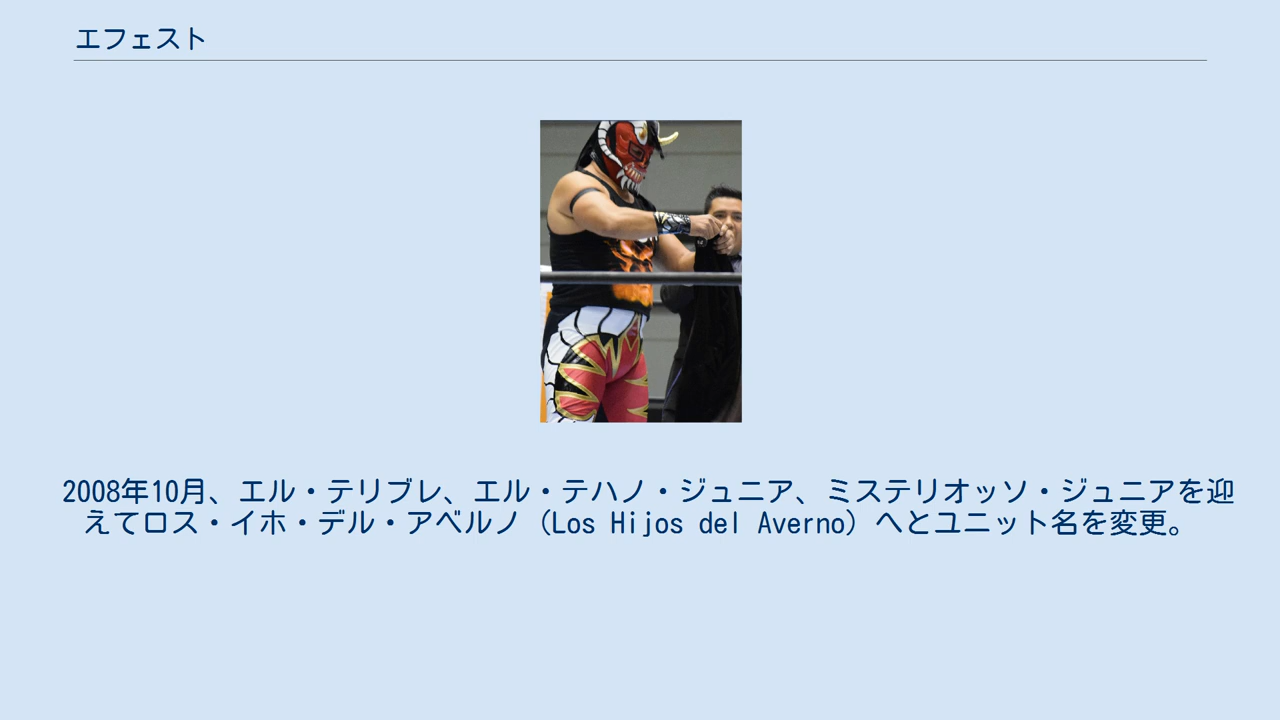 エフェスト
2008年10月、エル・テリブレ、エル・テハノ・ジュニア、ミステリオッソ・ジュニアを迎
えてロス・イホ・デル・アベルノ（Los Hijos del Averno）へとユニット名を変更。